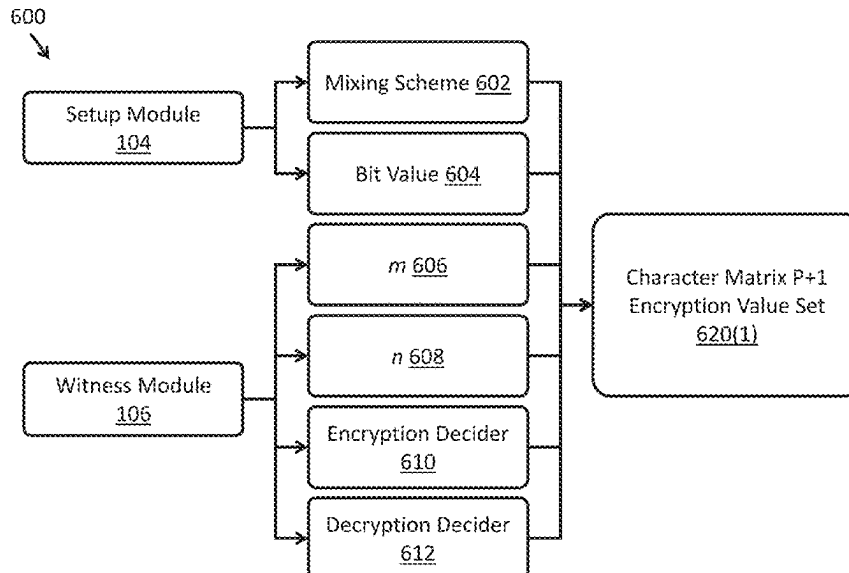 600
Setup Module
104
Mixing Scheme 602
Bit Value 604
m 606
n 608
Witness Module
106
Encryption Decider
610
Decryption Decider
612
Character Matrix P+1
Encryption Value Set
620(1)